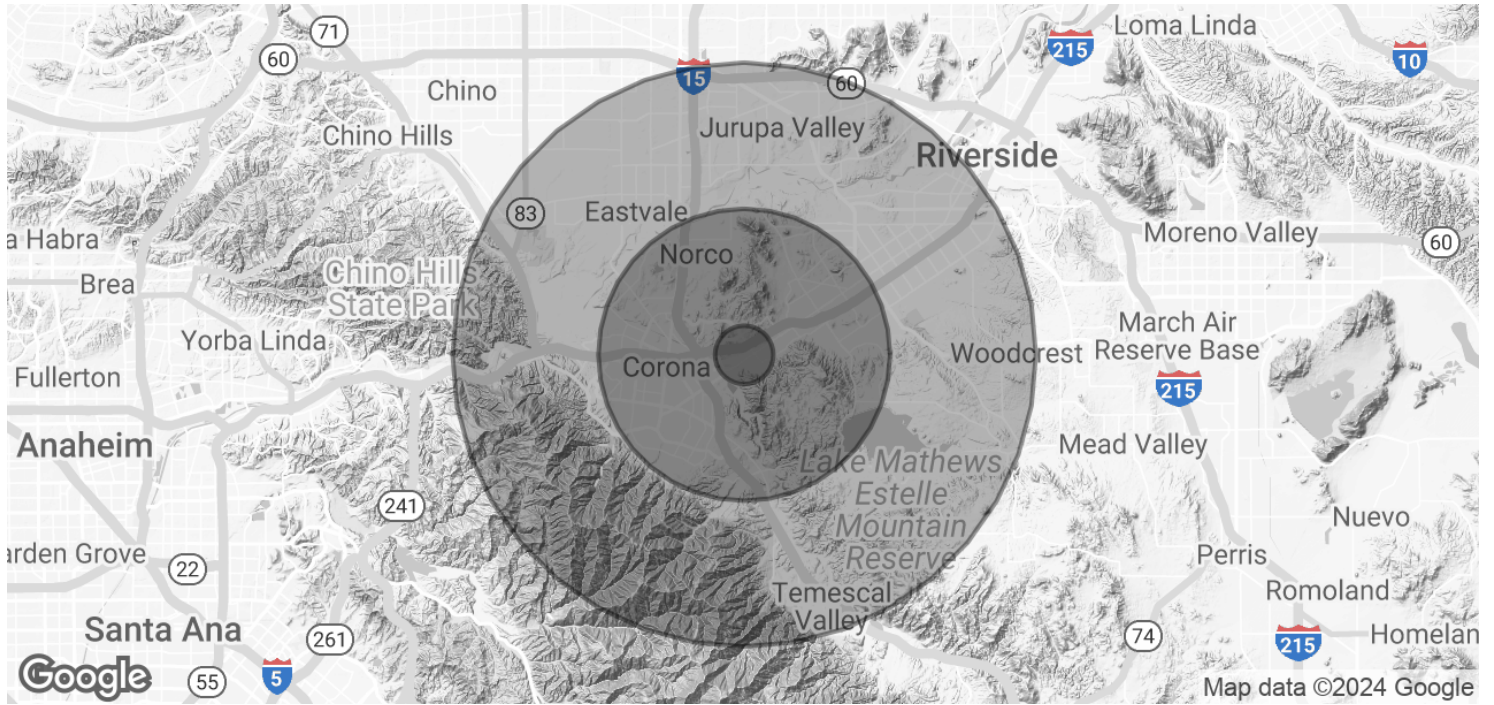 71
Loma Linda
60
215
10
15
Chino
60
Jurupa Valley
Chino Hills
Riverside
83
Eastvale
Moreno Valley
60
a Habra
Norco
Chino Hills
State Park
Brea
March Air
Reserve Base
Yorba Linda
Woodcrest
Corona
Fullerton
215
Anaheim
Mead Valley
Lake Mathews
Estelle
Mountain
Reserve
241
Nuevo
arden Grove
22
Perris
Temescal
Valley
Romoland
Santa Ana
261
74
215
Homelan
Google
55
5
Map data ©2024 Google